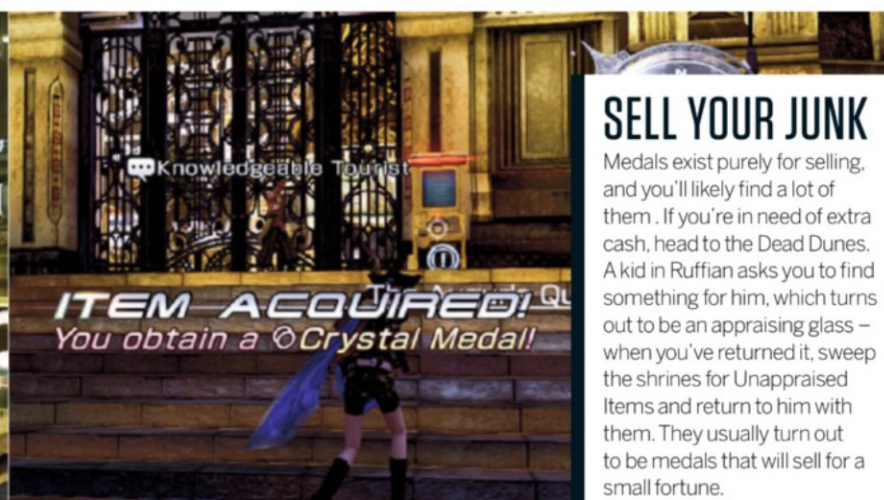 Knowledgeable Tourist
ITEM ACQUIRED!
You obtain a Crystal Medal!
SELL YOUR JUNK
Medals exist purely for selling,
and you'll likely find a lot of
them . If you're in need of extra
cash, head to the Dead Dunes.
A kid in Ruffian asks you to find
something for him, which turns
out to be an appraising glass –
when you've returned it, sweep
the shrines for Unappraised
Items and return to him with
them. They usually turn out
to be medals that will sell for a
small fortune.